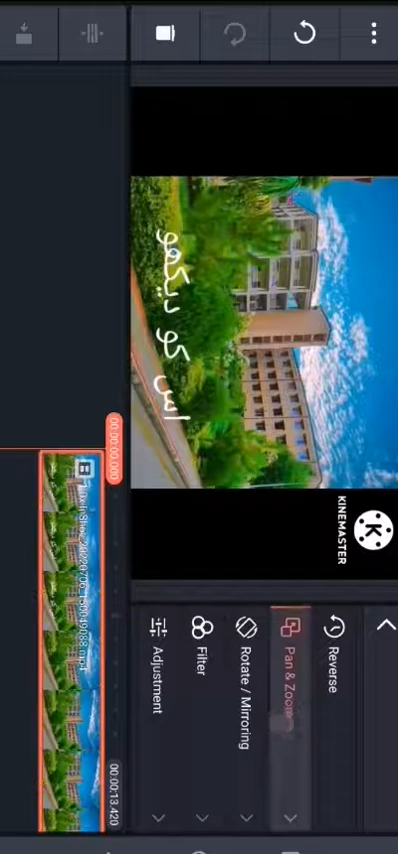 اس کو دیکھو
KINEMASTER
Reverse
Pan & Zoom
Rotate / Mirroring
Filter
Adjustment
00:00:00.000
00:00:13.420